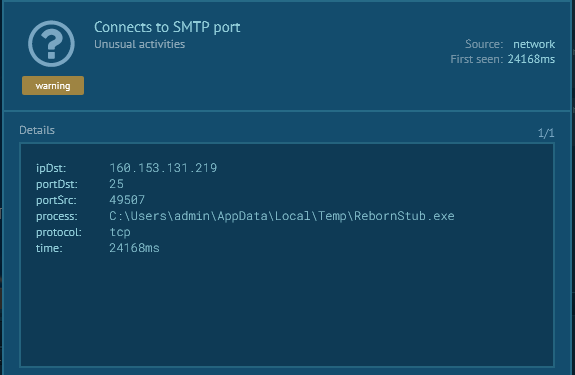 Connects to SMTP port
Unusual activities
Source: network
First seen: 24168ms
warning
Details
1/1
ipDst: 160.153.131.219
portDst: 25
portSrc: 49507
process: C:\Users\admin\AppData\Local\Temp\RebornStub.exe
protocol: tcp
time: 24168ms